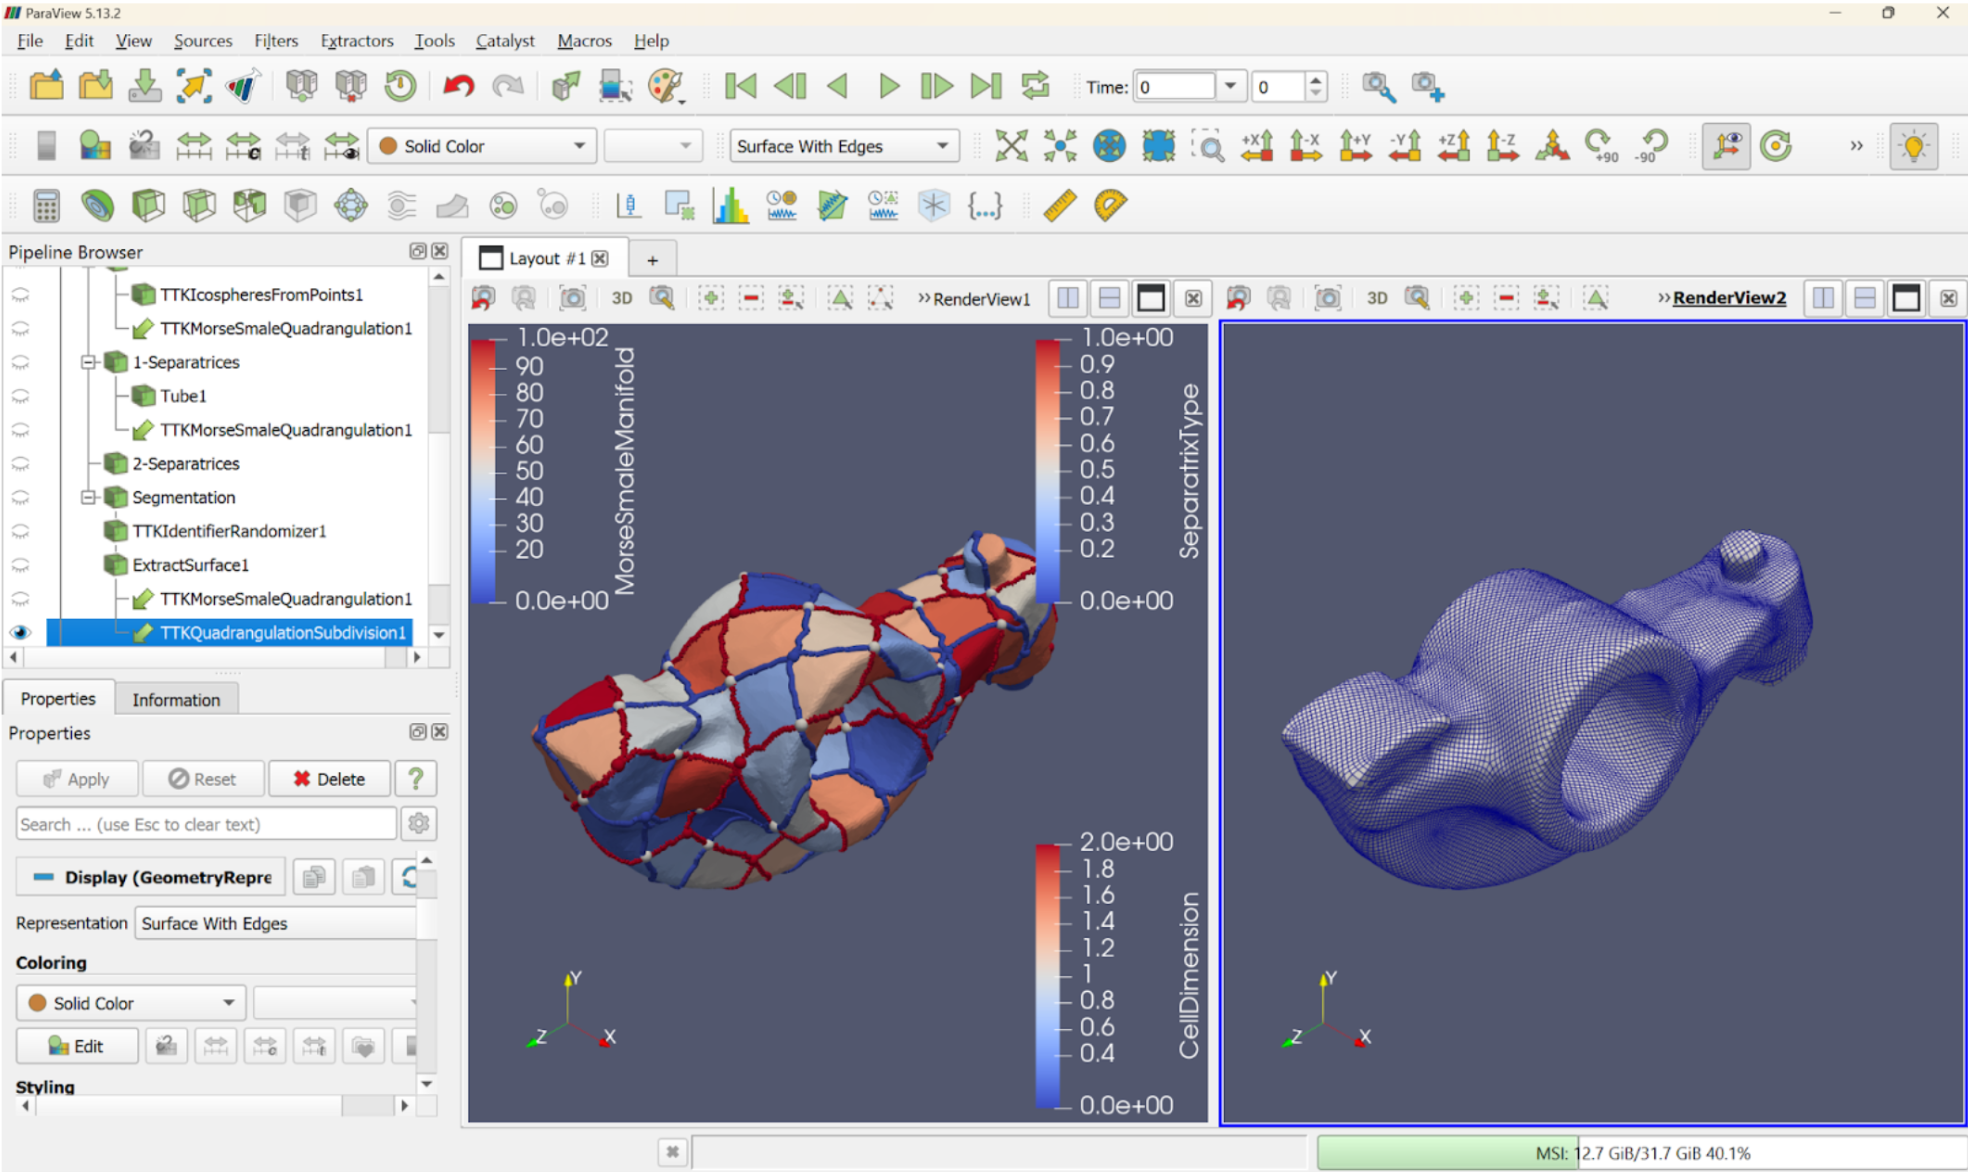 ParaView 5.13.2
File Edit View Sources Filters Extractors Tools Catalyst Macros Help
Time: 0 0
Solid Color Surface With Edges +X -X +Y -Y +Z -Z +90 -90 »
{...}
Pipeline Browser
TTKIcospheresFromPoints1
TTKMorseSmaleQuadrangulation1
1-Separatrices
Tube1
TTKMorseSmaleQuadrangulation1
2-Separatrices
Segmentation
TTKIdentifierRandomizer1
ExtractSurface1
TTKMorseSmaleQuadrangulation1
TTKQuadrangulationSubdivision1
Properties Information
Properties
Apply Reset Delete ?
Search ... (use Esc to clear text)
Display (GeometryRepre
Representation Surface With Edges
Coloring
Solid Color
Edit
Styling
Layout #1 +
3D » RenderView1
1.0e+02
90
80
70
60
50
40
30
20
0.0e+00
MorseSmaleManifold
1.0e+00
0.9
0.8
0.7
0.6
0.5
0.4
0.3
0.2
0.0e+00
SeparatrixType
2.0e+00
1.8
1.6
1.4
1.2
1
0.8
0.6
0.4
0.0e+00
CellDimension
Y
Z X
3D » RenderView2
Y
Z X
MSI: 12.7 GiB/31.7 GiB 40.1%